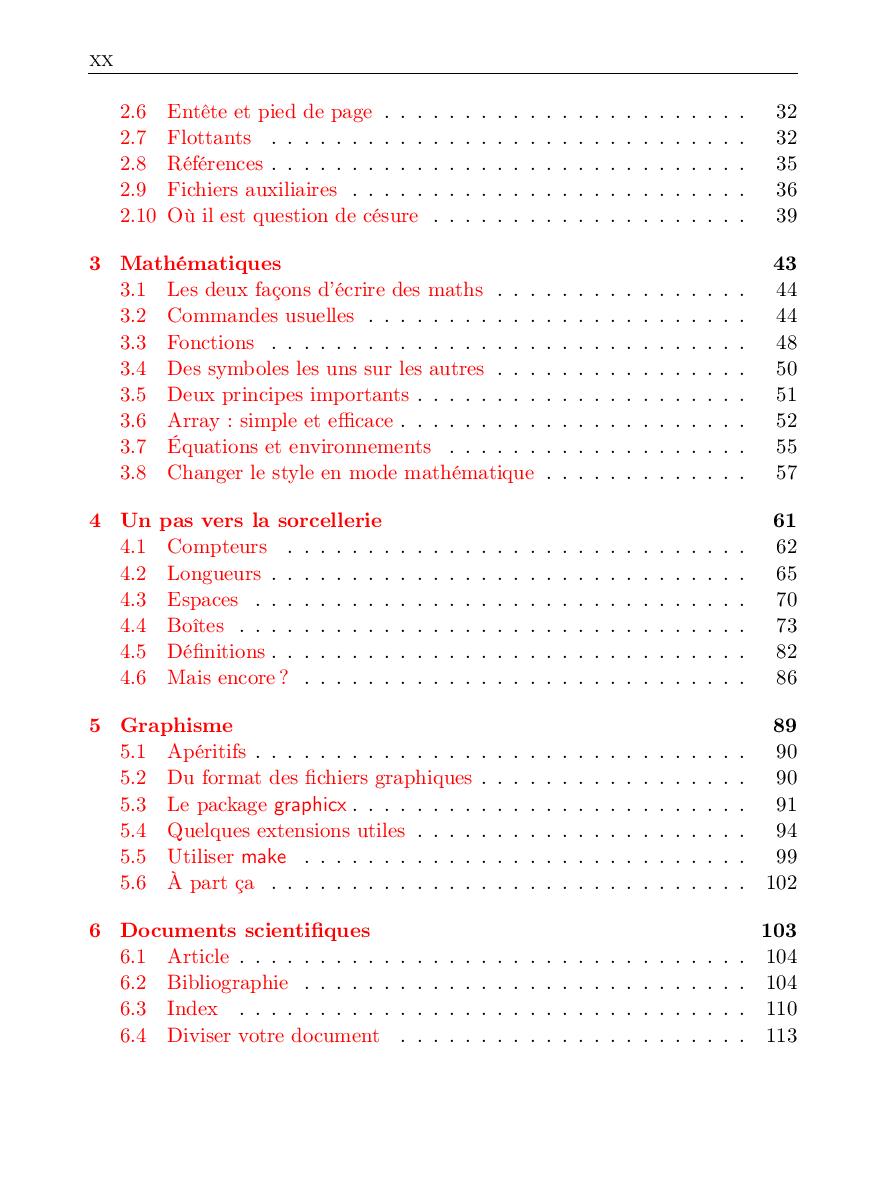 XX
2.6 Entête et pied de page . . . . . . . . . . . . . . . . . . . . . . . 32
2.7 Flottants . . . . . . . . . . . . . . . . . . . . . . . . . . . . . . 32
2.8 Références . . . . . . . . . . . . . . . . . . . . . . . . . . . . . . 35
2.9 Fichiers auxiliaires . . . . . . . . . . . . . . . . . . . . . . . . . 36
2.10 Où il est question de césure . . . . . . . . . . . . . . . . . . . . 39
3 Mathématiques 43
3.1 Les deux façons d'écrire des maths . . . . . . . . . . . . . . . . 44
3.2 Commandes usuelles . . . . . . . . . . . . . . . . . . . . . . . . 44
3.3 Fonctions . . . . . . . . . . . . . . . . . . . . . . . . . . . . . . 48
3.4 Des symboles les uns sur les autres . . . . . . . . . . . . . . . . 50
3.5 Deux principes importants . . . . . . . . . . . . . . . . . . . . . 51
3.6 Array : simple et efficace . . . . . . . . . . . . . . . . . . . . . . 52
3.7 Équations et environnements . . . . . . . . . . . . . . . . . . . 55
3.8 Changer le style en mode mathématique . . . . . . . . . . . . . 57
4 Un pas vers la sorcellerie 61
4.1 Compteurs . . . . . . . . . . . . . . . . . . . . . . . . . . . . . 62
4.2 Longueurs . . . . . . . . . . . . . . . . . . . . . . . . . . . . . . 65
4.3 Espaces . . . . . . . . . . . . . . . . . . . . . . . . . . . . . . . 70
4.4 Boîtes . . . . . . . . . . . . . . . . . . . . . . . . . . . . . . . . 73
4.5 Définitions . . . . . . . . . . . . . . . . . . . . . . . . . . . . . . 82
4.6 Mais encore ? . . . . . . . . . . . . . . . . . . . . . . . . . . . . 86
5 Graphisme 89
5.1 Apéritifs . . . . . . . . . . . . . . . . . . . . . . . . . . . . . . . 90
5.2 Du format des fichiers graphiques . . . . . . . . . . . . . . . . . 90
5.3 Le package graphicx . . . . . . . . . . . . . . . . . . . . . . . . . 91
5.4 Quelques extensions utiles . . . . . . . . . . . . . . . . . . . . . 94
5.5 Utiliser make . . . . . . . . . . . . . . . . . . . . . . . . . . . . 99
5.6 À part ça . . . . . . . . . . . . . . . . . . . . . . . . . . . . . . 102
6 Documents scientifiques 103
6.1 Article . . . . . . . . . . . . . . . . . . . . . . . . . . . . . . . . 104
6.2 Bibliographie . . . . . . . . . . . . . . . . . . . . . . . . . . . . 104
6.3 Index . . . . . . . . . . . . . . . . . . . . . . . . . . . . . . . . 110
6.4 Diviser votre document . . . . . . . . . . . . . . . . . . . . . . 113